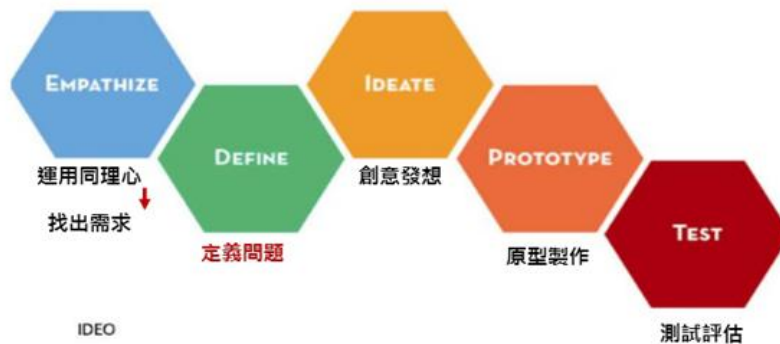 EMPATHIZE
運用同理心
找出需求
DEFINE
定義問題
IDEATE
創意發想
PROTOTYPE
原型製作
TEST
測試評估
IDEO